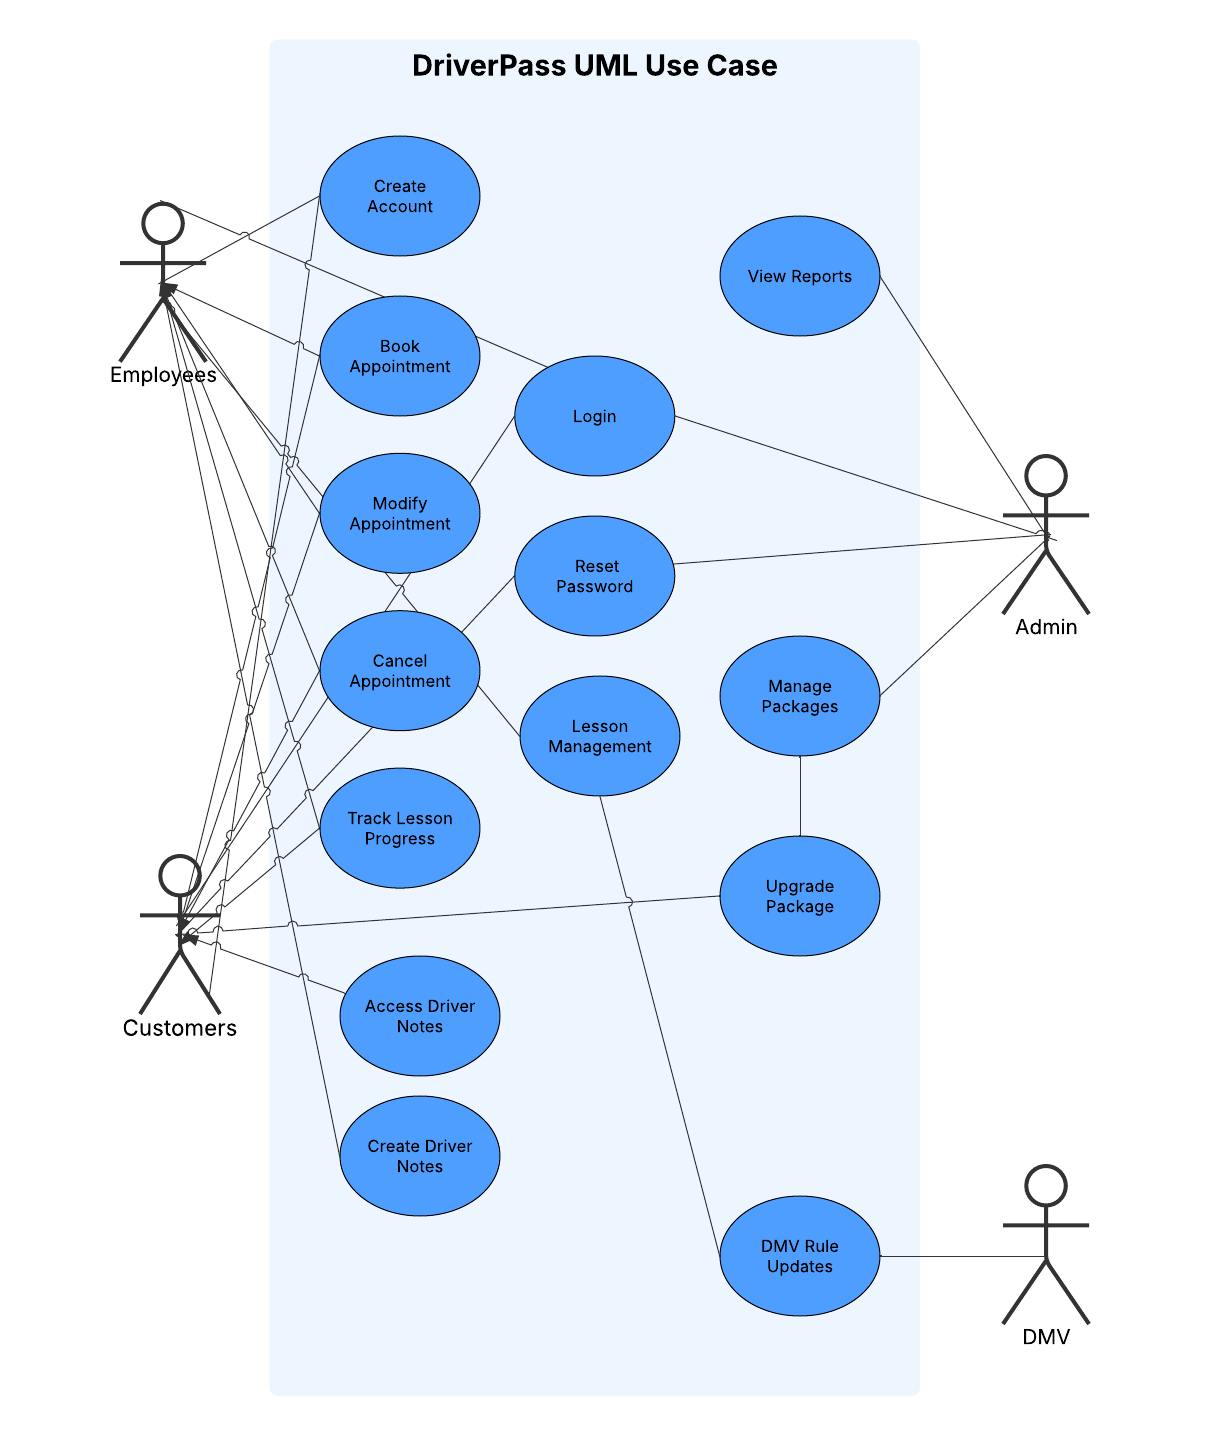 DriverPass UML Use Case
Create
Account
View Reports
Employees
Book
Appointment
Login
Modify
Appointment
Reset
Password
Admin
Cancel
Appointment
Manage
Packages
Lesson
Management
Track Lesson
Progress
Upgrade
Package
Customers
Access Driver
Notes
Create Driver
Notes
DMV Rule
Updates
DMV